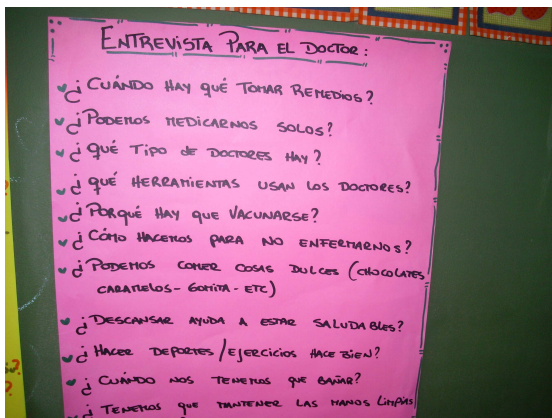 ENTREVISTA PARA EL DOCTOR:
¿CUÁNDO HAY QUÉ TOMAR REMEDIOS?
¿PODEMOS MEDICARNOS SOLOS?
¿QUÉ TIPO de DOCTORES HAY?
¿QUÉ HERRAMIENTAS USAN LOS DOCTORES?
¿PORQUÉ HAY QUE VACUNARSE?
¿CÓMO HACEMOS PARA NO ENFERMARNOS?
¿PODEMOS COMER COSAS DULCES (CHOCOLATES
CARAMELOS - GOMITA - ETC)
¿DESCANSAR AYUDA A ESTAR SALUDABLES?
¿HACER DEPORTES/EJERCICIOS HACE BIEN?
¿CUÁNDO NOS TENEMOS QUE BAÑAR?
¿TENEMOS QUE MANTENER LAS MANOS LIMPIAS